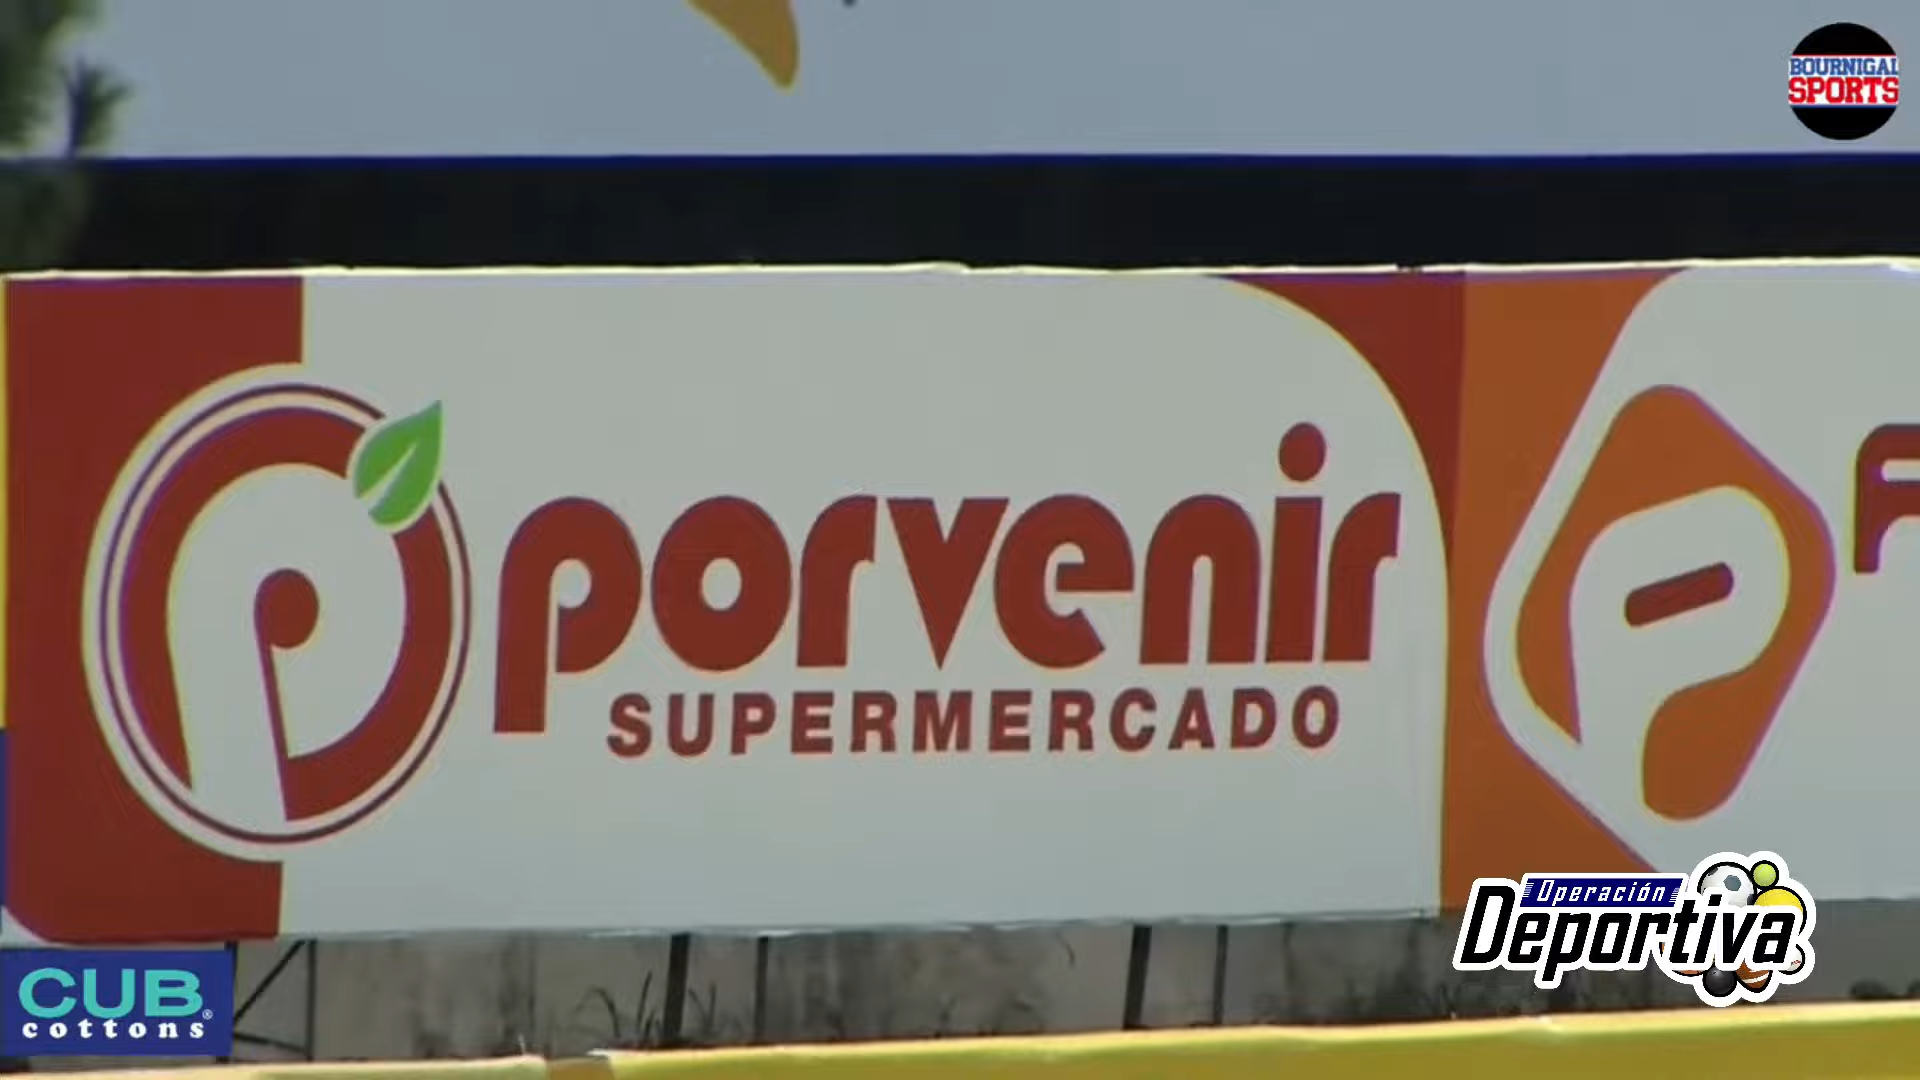 BOURNIGAL
SPORTS
porvenir
SUPERMERCADO
Operación
Deportiva
CUB®
cottons